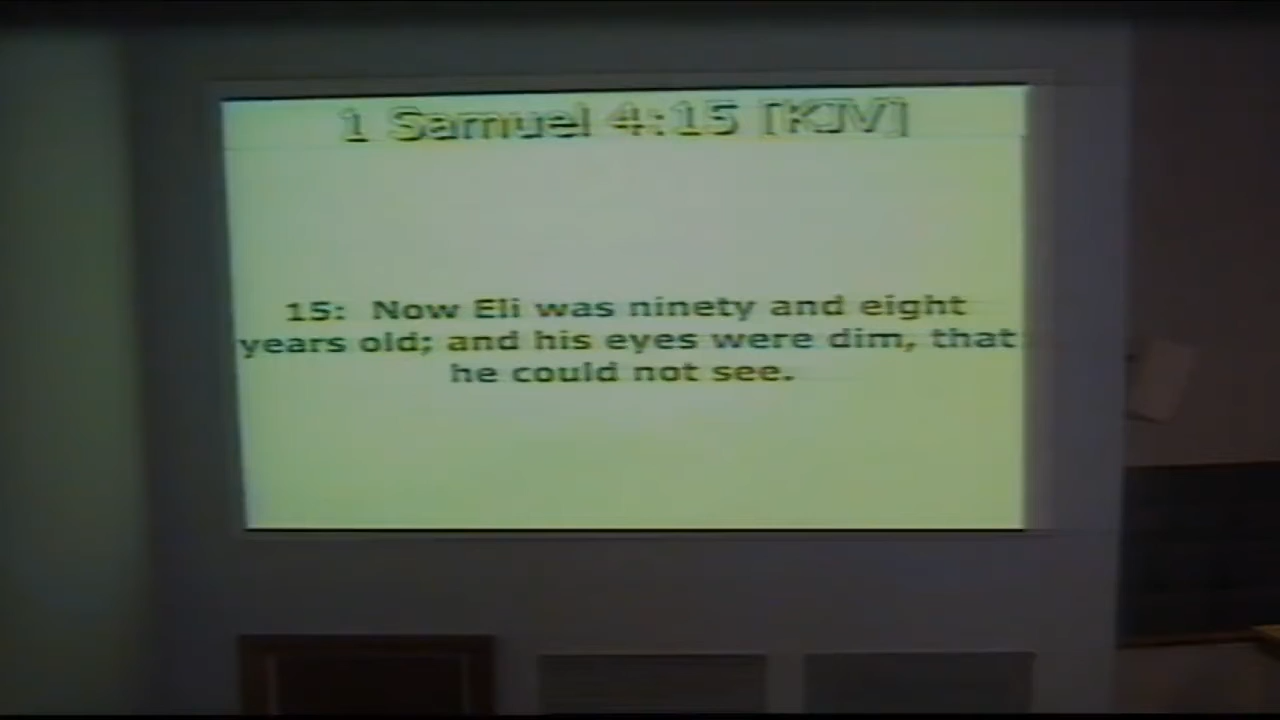 1 Samuel 4:15 [KJV]
15: Now Eli was ninety and eight
years old; and his eyes were dim, that
he could not see.